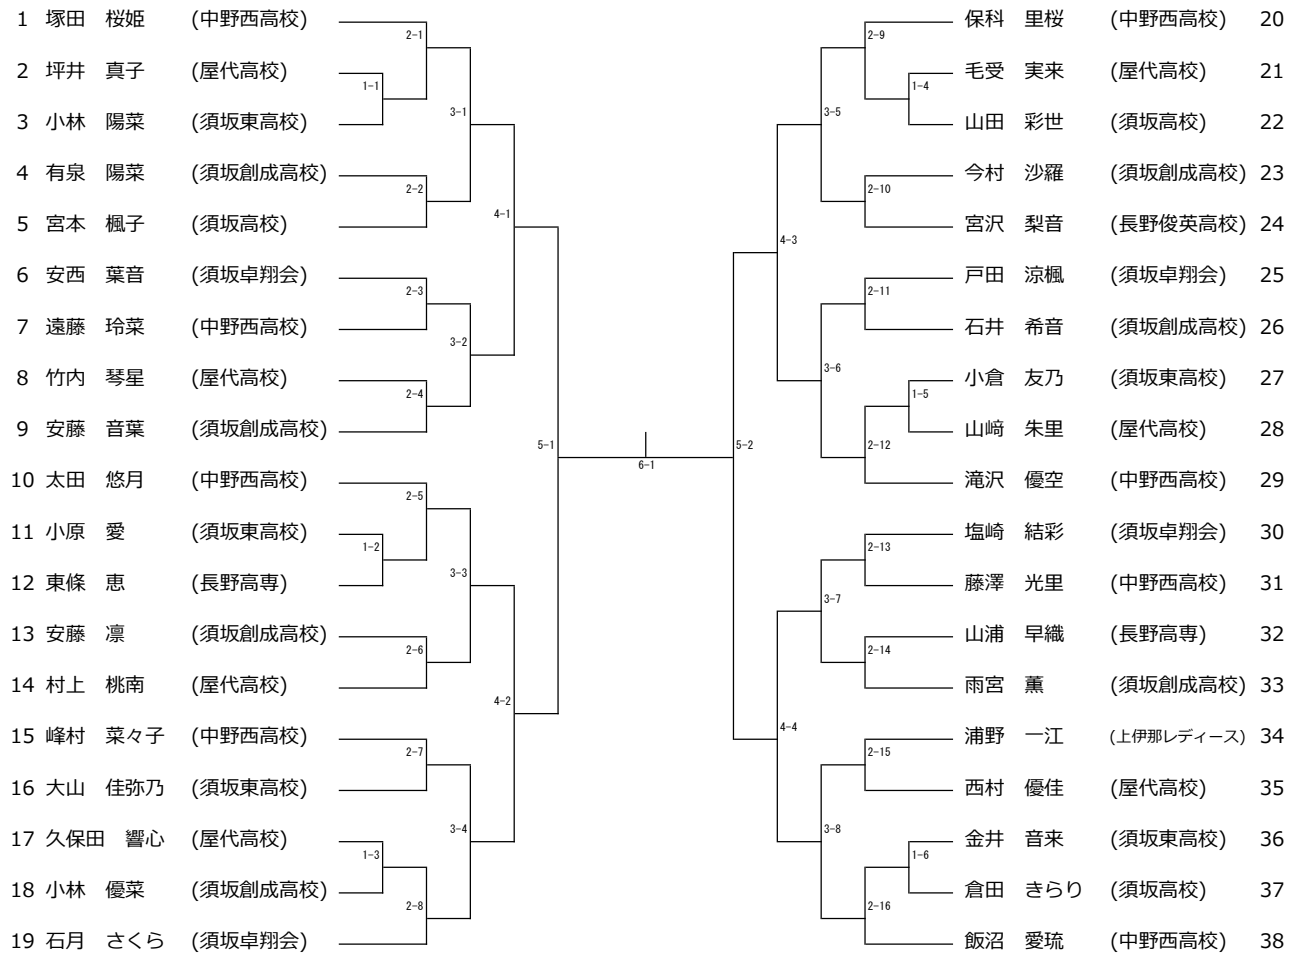 1 塚田 桜姫 (中野西高校)
2 坪井 真子 (屋代高校)
3 小林 陽菜 (須坂東高校)
4 有泉 陽菜 (須坂創成高校)
5 宮本 楓子 (須坂高校)
6 安西 葉音 (須坂卓翔会)
7 遠藤 玲菜 (中野西高校)
8 竹内 琴星 (屋代高校)
9 安藤 音葉 (須坂創成高校)
10 太田 悠月 (中野西高校)
11 小原 愛 (須坂東高校)
12 東條 恵 (長野高専)
13 安藤 凛 (須坂創成高校)
14 村上 桃南 (屋代高校)
15 峰村 菜々子 (中野西高校)
16 大山 佳弥乃 (須坂東高校)
17 久保田 響心 (屋代高校)
18 小林 優菜 (須坂創成高校)
19 石月 さくら (須坂卓翔会)
2-1
1-1
3-1
2-2
4-1
2-3
3-2
2-4
5-1
2-5
1-2
3-3
2-6
4-2
2-7
3-4
1-3
2-8
6-1
2-9
1-4
3-5
2-10
4-3
2-11
3-6
1-5
2-12
5-2
2-13
3-7
2-14
4-4
2-15
3-8
1-6
2-16
保科 里桜 (中野西高校) 20
毛受 実来 (屋代高校) 21
山田 彩世 (須坂高校) 22
今村 沙羅 (須坂創成高校) 23
宮沢 梨音 (長野俊英高校) 24
戸田 涼楓 (須坂卓翔会) 25
石井 希音 (須坂創成高校) 26
小倉 友乃 (須坂東高校) 27
山﨑 朱里 (屋代高校) 28
滝沢 優空 (中野西高校) 29
塩崎 結彩 (須坂卓翔会) 30
藤澤 光里 (中野西高校) 31
山浦 早織 (長野高専) 32
雨宮 薫 (須坂創成高校) 33
浦野 一江 (上伊那レディース) 34
西村 優佳 (屋代高校) 35
金井 音来 (須坂東高校) 36
倉田 きらり (須坂高校) 37
飯沼 愛琉 (中野西高校) 38